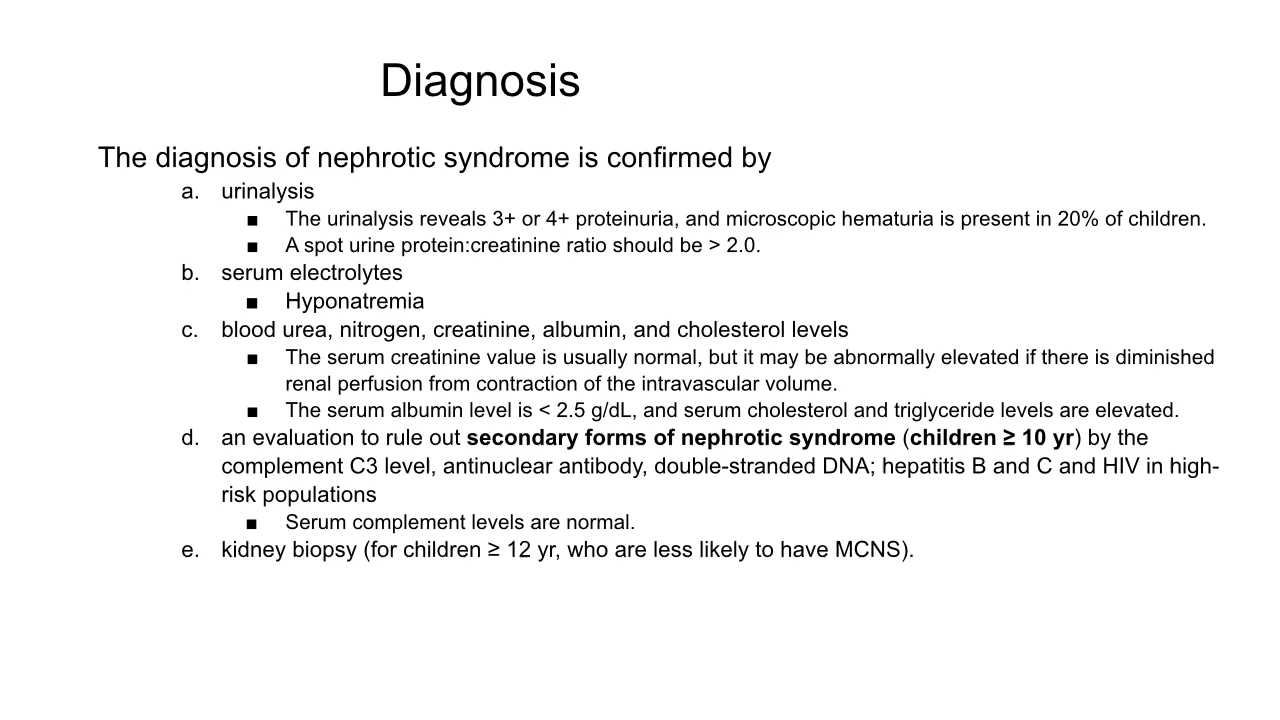 Diagnosis
The diagnosis of nephrotic syndrome is confirmed by
a. urinalysis
■ The urinalysis reveals 3+ or 4+ proteinuria, and microscopic hematuria is present in 20% of children.
■ A spot urine protein:creatinine ratio should be > 2.0.
b. serum electrolytes
■ Hyponatremia
c. blood urea, nitrogen, creatinine, albumin, and cholesterol levels
■ The serum creatinine value is usually normal, but it may be abnormally elevated if there is diminished
renal perfusion from contraction of the intravascular volume.
■ The serum albumin level is < 2.5 g/dL, and serum cholesterol and triglyceride levels are elevated.
d. an evaluation to rule out secondary forms of nephrotic syndrome (children ≥ 10 yr) by the
complement C3 level, antinuclear antibody, double-stranded DNA; hepatitis B and C and HIV in high-
risk populations
■ Serum complement levels are normal.
e. kidney biopsy (for children ≥ 12 yr, who are less likely to have MCNS).